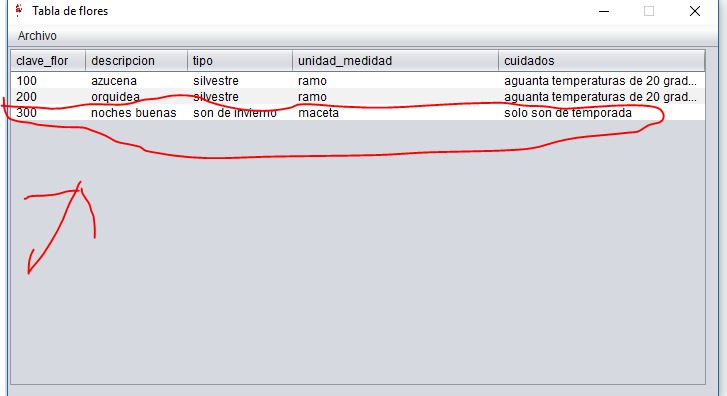 Tabla de flores
Archivo
clave_flor descripcion tipo unidad_medidad cuidados
100 azucena silvestre ramo aguanta temperaturas de 20 grad...
200 orquidea silvestre ramo aguanta temperaturas de 20 grad...
300 noches buenas son de invierno maceta solo son de temporada